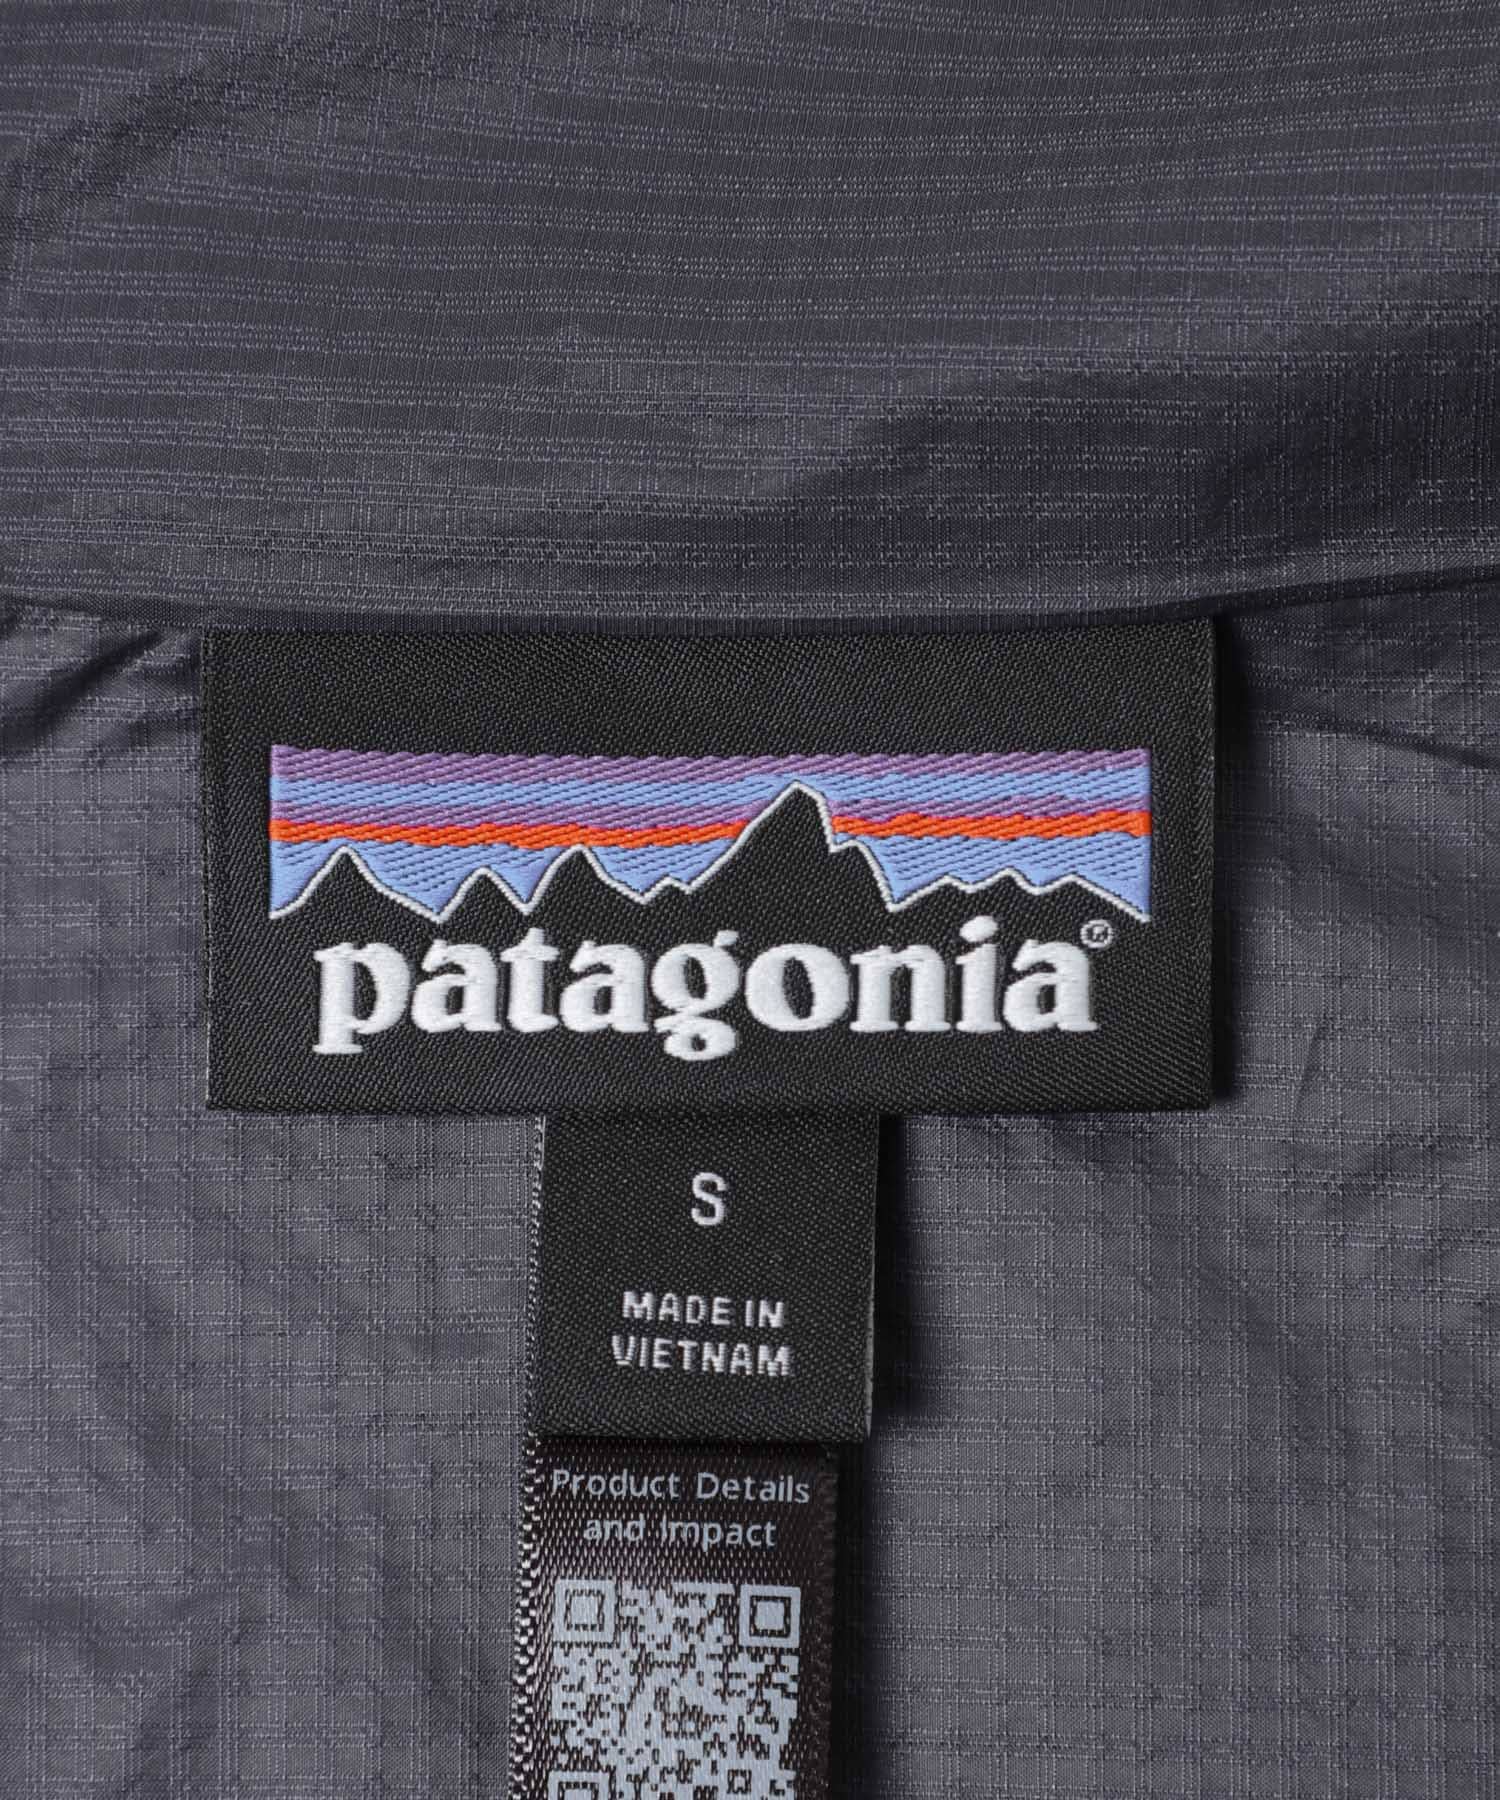 patagonia®
S
MADE IN
VIETNAM
Product Details
and Impact